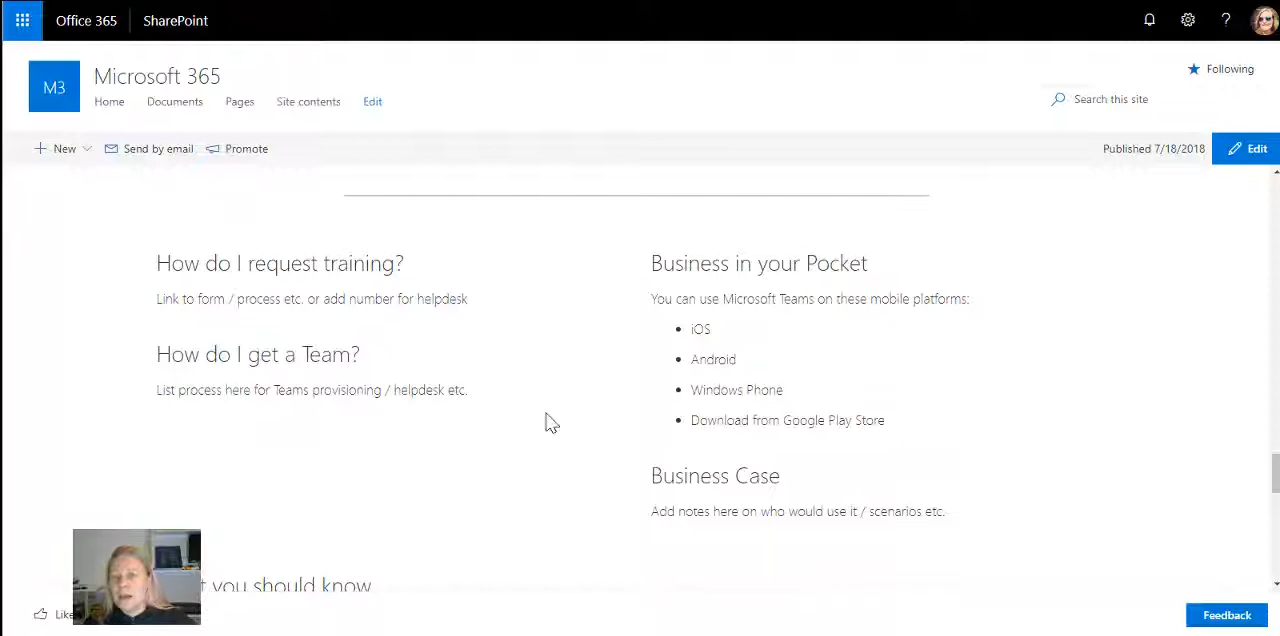 Office 365
SharePoint
?
M3
Microsoft 365
Home
Documents
Pages
Site contents
Edit
Following
Search this site
New
Send by email
Promote
Published 7/18/2018
Edit
How do I request training?
Link to form / process etc. or add number for helpdesk
How do I get a Team?
List process here for Teams provisioning / helpdesk etc.
Business in your Pocket
You can use Microsoft Teams on these mobile platforms:
• iOS
• Android
• Windows Phone
• Download from Google Play Store
Business Case
Add notes here on who would use it / scenarios etc.
you should know
Like
Feedback